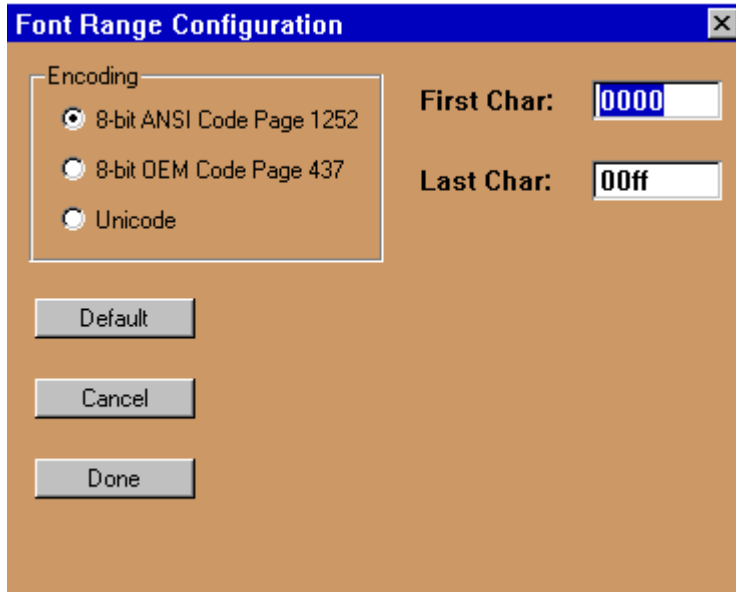 Font Range Configuration
Encoding
8-bit ANSI Code Page 1252
8-bit OEM Code Page 437
Unicode
First Char: 0000
Last Char: 00ff
Default
Cancel
Done